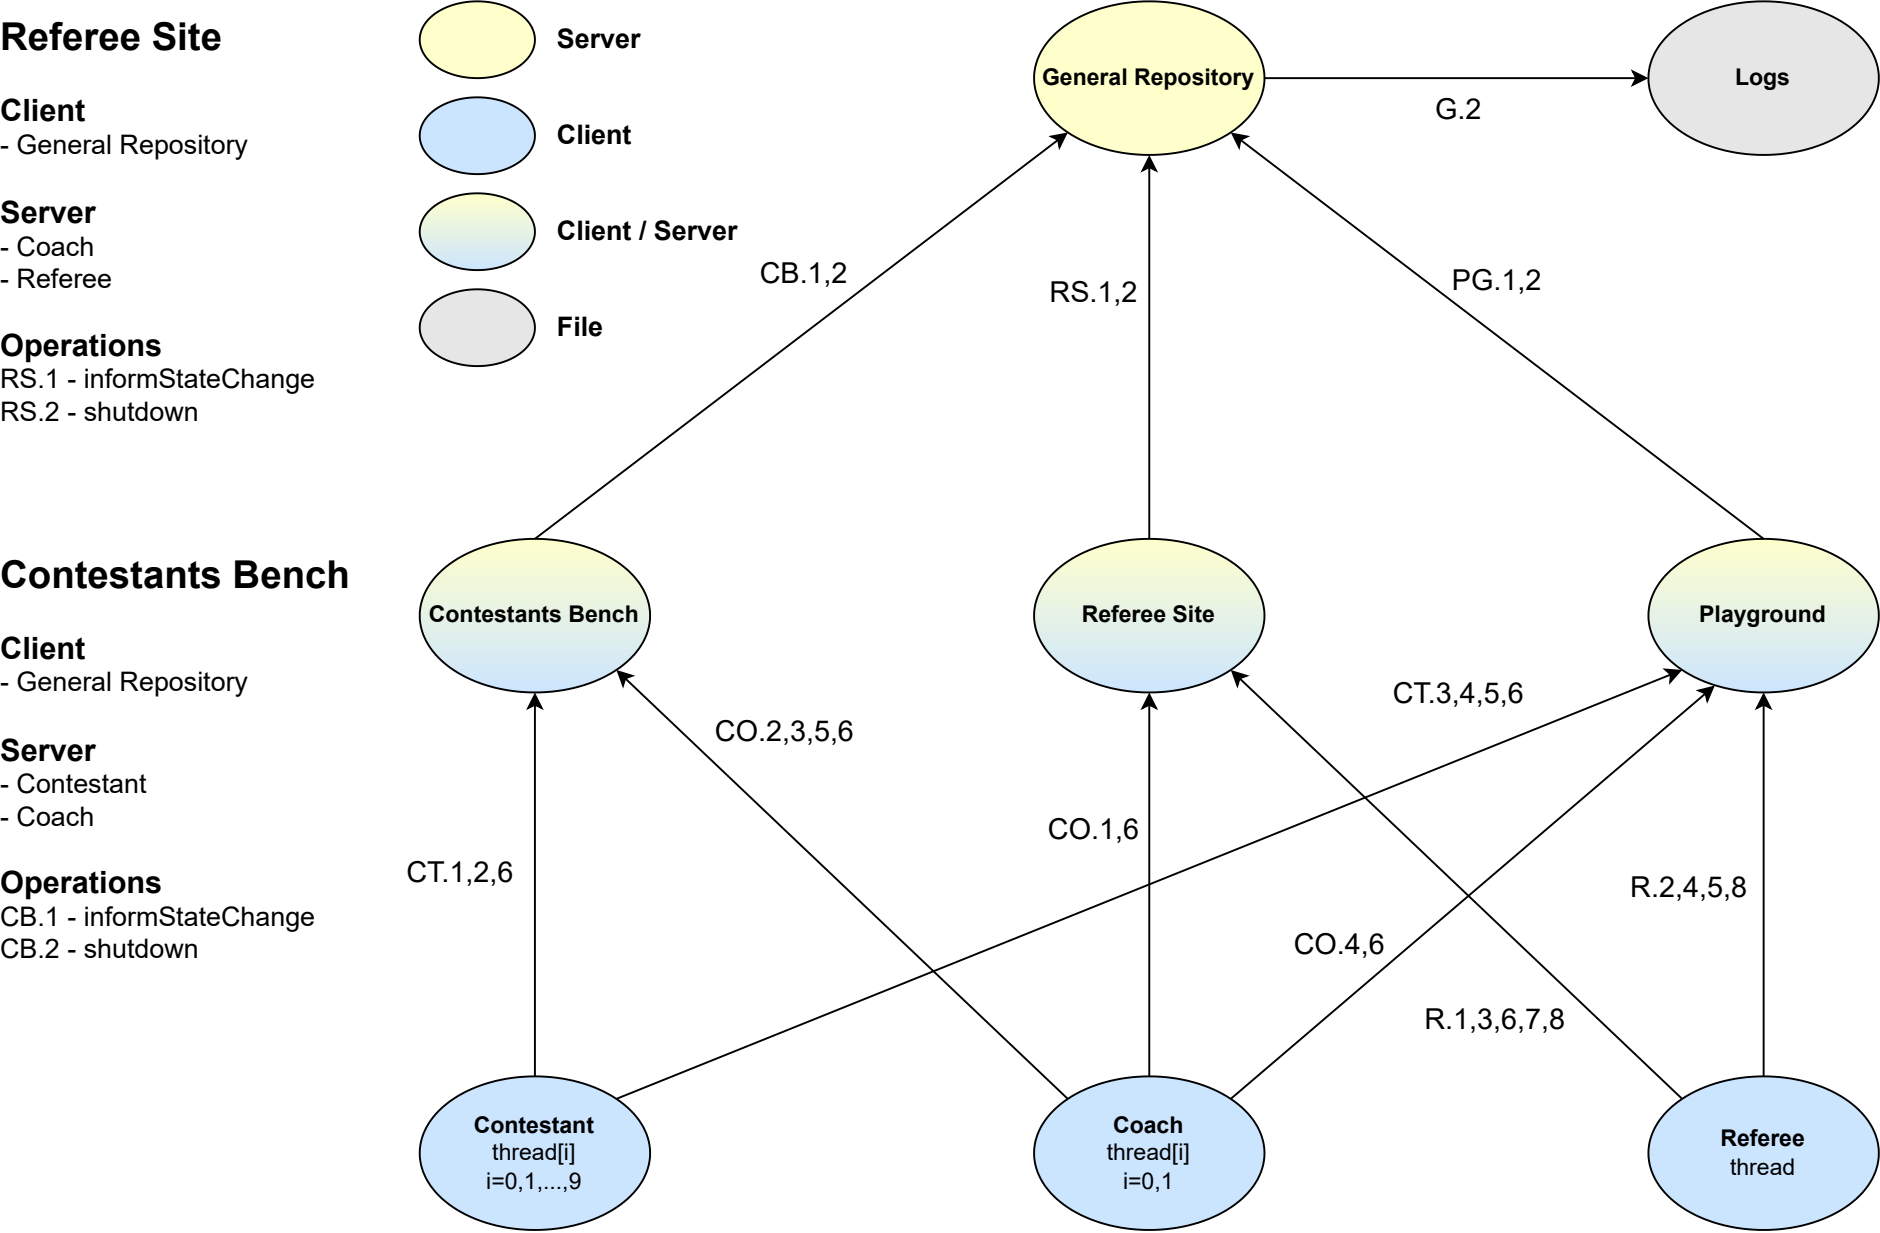 Referee Site
Client
- General Repository
Server
- Coach
- Referee
Operations
RS.1 - informStateChange
RS.2 - shutdown
Contestants Bench
Client
- General Repository
Server
- Contestant
- Coach
Operations
CB.1 - informStateChange
CB.2 - shutdown
Server
Client
Client / Server
File
General Repository
Logs
G.2
CB.1,2
RS.1,2
PG.1,2
Contestants Bench
Referee Site
Playground
CT.3,4,5,6
CO.2,3,5,6
CO.1,6
CT.1,2,6
R.2,4,5,8
CO.4,6
R.1,3,6,7,8
Contestant
thread[i]
i=0,1,...,9
Coach
thread[i]
i=0,1
Referee
thread